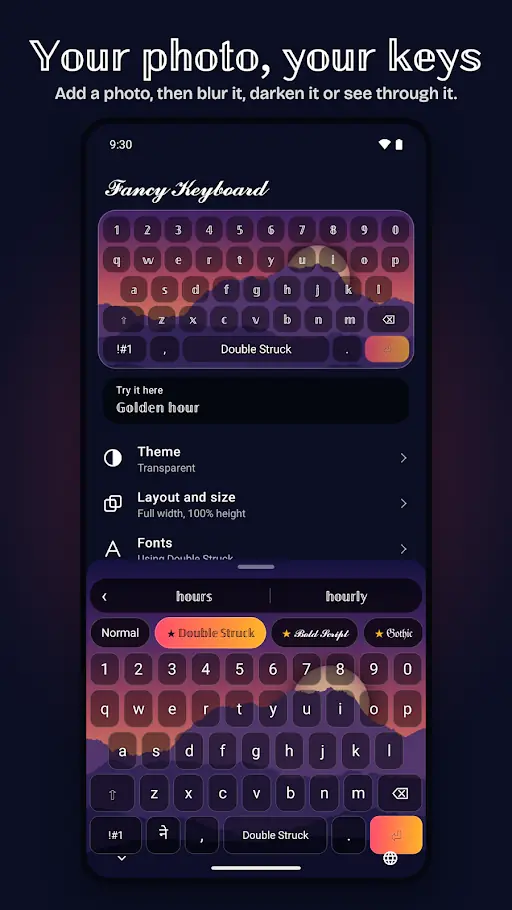 Your photo, your keys
Add a photo, then blur it, darken it or see through it.
9:30
Fancy Keyboard
1 2 3 4 5 6 7 8 9 0
q w e r t y u i o p
a s d f g h j k l
⇧ z x c v b n m ⌫
!#1 , Double Struck . ⏎
Try it here
Golden hour
Theme
Transparent
Layout and size
Full width, 100% height
Fonts
Using Double Struck
‹ hours hourly
Normal ★ Double Struck ★ Bold Script ★ Gothic
1 2 3 4 5 6 7 8 9 0
q w e r t y u i o p
a s d f g h j k l
⇧ z x c v b n m ⌫
!#1 ने , Double Struck . ⏎